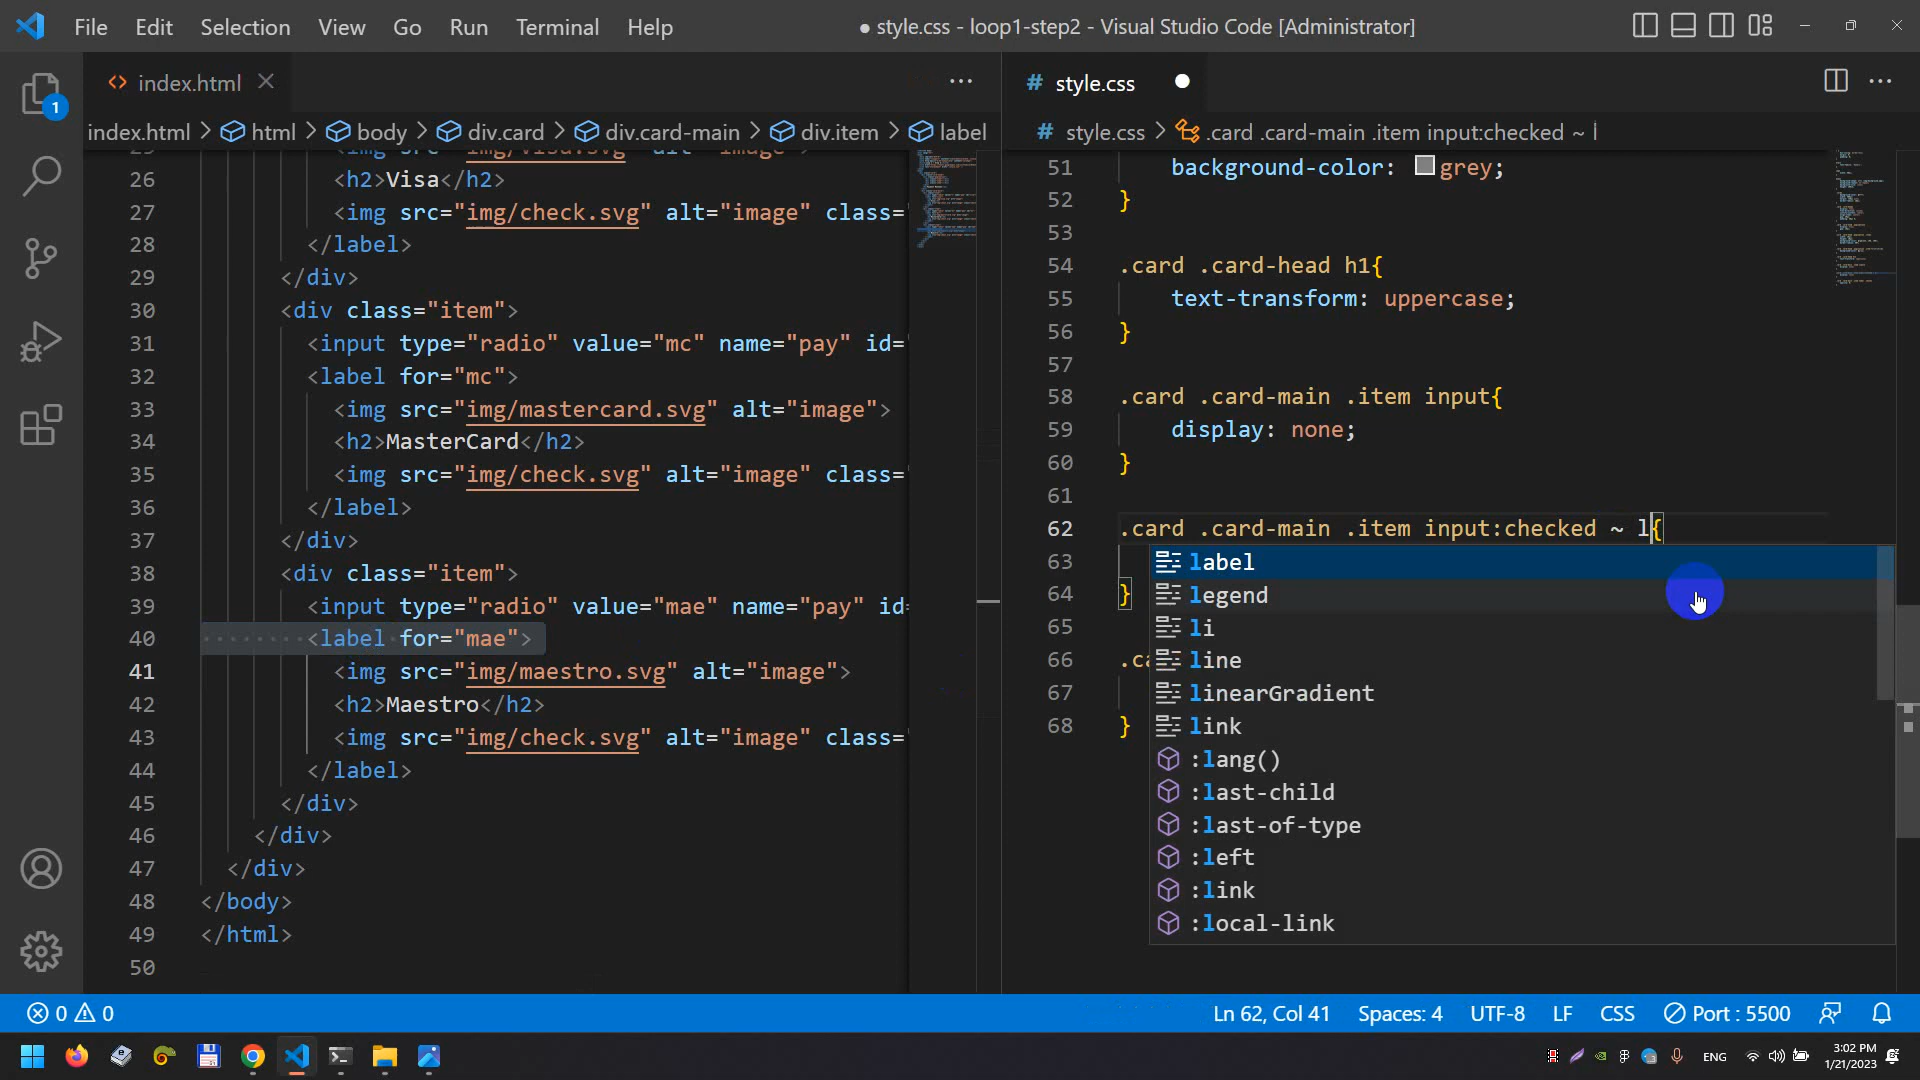 File Edit Selection View Go Run Terminal Help
● style.css - loop1-step2 - Visual Studio Code [Administrator]
1
index.html
index.html > html > body > div.card > div.card-main > div.item > label
26 <h2>Visa</h2>
27 <img src="img/check.svg" alt="image" class="
28 </label>
29 </div>
30 <div class="item">
31 <input type="radio" value="mc" name="pay" id="
32 <label for="mc">
33 <img src="img/mastercard.svg" alt="image">
34 <h2>MasterCard</h2>
35 <img src="img/check.svg" alt="image" class="
36 </label>
37 </div>
38 <div class="item">
39 <input type="radio" value="mae" name="pay" id=
40 <label for="mae">
41 <img src="img/maestro.svg" alt="image">
42 <h2>Maestro</h2>
43 <img src="img/check.svg" alt="image" class="
44 </label>
45 </div>
46 </div>
47 </div>
48 </body>
49 </html>
50
# style.css
# style.css > .card .card-main .item input:checked ~ l
51 background-color: grey;
52 }
53
54 .card .card-head h1{
55 text-transform: uppercase;
56 }
57
58 .card .card-main .item input{
59 display: none;
60 }
61
62 .card .card-main .item input:checked ~ l{
63
64 }
65
66 .ca
67
68 }
label
legend
li
line
linearGradient
link
:lang()
:last-child
:last-of-type
:left
:link
:local-link
0 0
Ln 62, Col 41 Spaces: 4 UTF-8 LF CSS Port : 5500
ENG
3:02 PM
1/21/2023